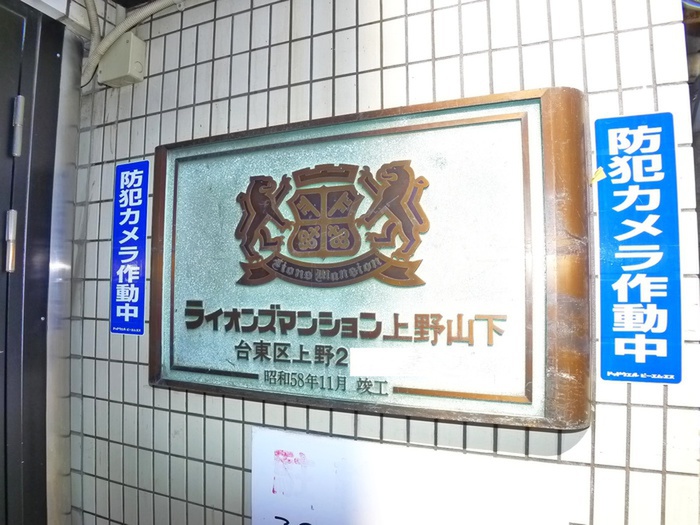 防犯カメラ作動中
Lions Mansion
ライオンズマンション上野山下
台東区上野2
昭和58年11月 竣工
防犯カメラ作動中